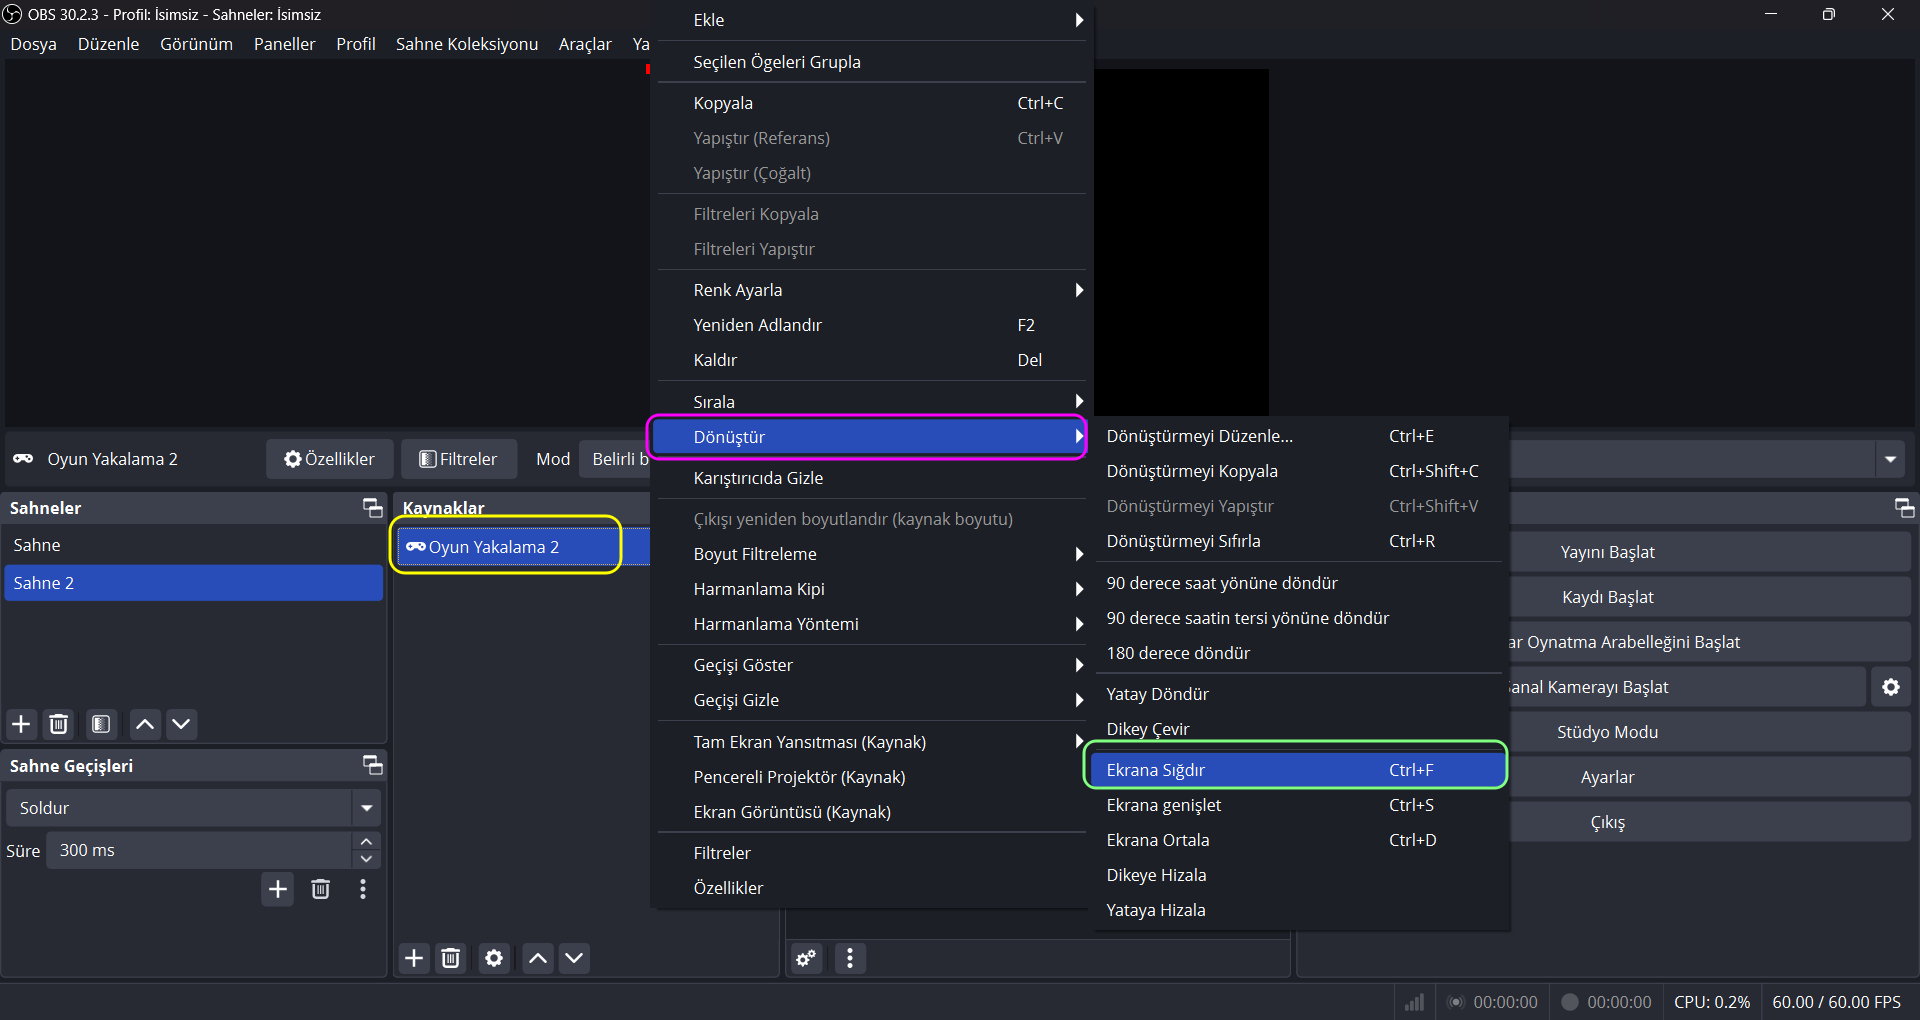 OBS 30.2.3 - Profil: İsimsiz - Sahneler: İsimsiz
Dosya Düzenle Görünüm Paneller Profil Sahne Koleksiyonu Araçlar Ya
Ekle
Seçilen Ögeleri Grupla
Kopyala Ctrl+C
Yapıştır (Referans) Ctrl+V
Yapıştır (Çoğalt)
Filtreleri Kopyala
Filtreleri Yapıştır
Renk Ayarla
Yeniden Adlandır F2
Kaldır Del
Sırala
Dönüştür
Karıştırıcıda Gizle
Çıkışı yeniden boyutlandır (kaynak boyutu)
Boyut Filtreleme
Harmanlama Kipi
Harmanlama Yöntemi
Geçişi Göster
Geçişi Gizle
Tam Ekran Yansıtması (Kaynak)
Pencereli Projektör (Kaynak)
Ekran Görüntüsü (Kaynak)
Filtreler
Özellikler
Dönüştürmeyi Düzenle... Ctrl+E
Dönüştürmeyi Kopyala Ctrl+Shift+C
Dönüştürmeyi Yapıştır Ctrl+Shift+V
Dönüştürmeyi Sıfırla Ctrl+R
90 derece saat yönüne döndür
90 derece saatin tersi yönüne döndür
180 derece döndür
Yatay Döndür
Dikey Çevir
Ekrana Sığdır Ctrl+F
Ekrana genişlet Ctrl+S
Ekrana Ortala Ctrl+D
Dikeye Hizala
Yataya Hizala
Oyun Yakalama 2 Özellikler Filtreler Mod Belirli b
Sahneler
Sahne
Sahne 2
Kaynaklar
Oyun Yakalama 2
Sahne Geçişleri
Soldur
Süre 300 ms
Yayını Başlat
Kaydı Başlat
ar Oynatma Arabelleğini Başlat
anal Kamerayı Başlat
Stüdyo Modu
Ayarlar
Çıkış
00:00:00 00:00:00 CPU: 0.2% 60.00 / 60.00 FPS